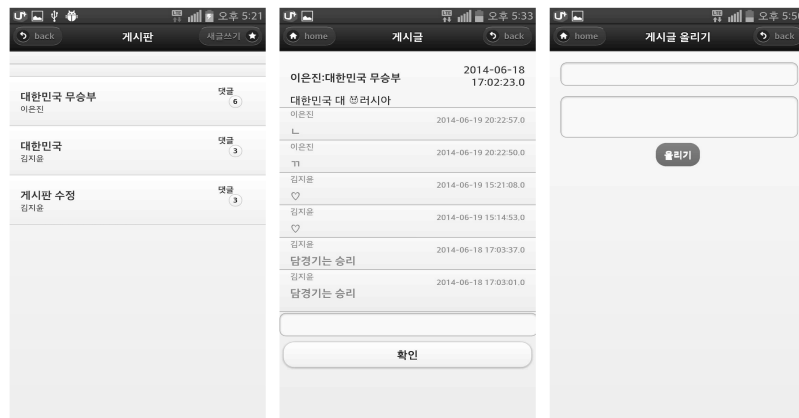 오후 5:21
back 게시판 새글쓰기
대한민국 무승부 댓글
이은진 6
대한민국 댓글
김지윤 3
게시판 수정 댓글
김지윤 3
오후 5:33
home 게시글 back
이은진:대한민국 무승부 2014-06-18
17:02:23.0
대한민국 대 러시아
이은진 2014-06-19 20:22:57.0
ㄴ
이은진 2014-06-19 20:22:50.0
ㄲ
김지윤 2014-06-19 15:21:08.0
♡
김지윤 2014-06-19 15:14:53.0
♡
김지윤 2014-06-18 17:03:37.0
담경기는 승리
김지윤 2014-06-18 17:03:01.0
담경기는 승리
확인
home 게시글 올리기 back
올리기